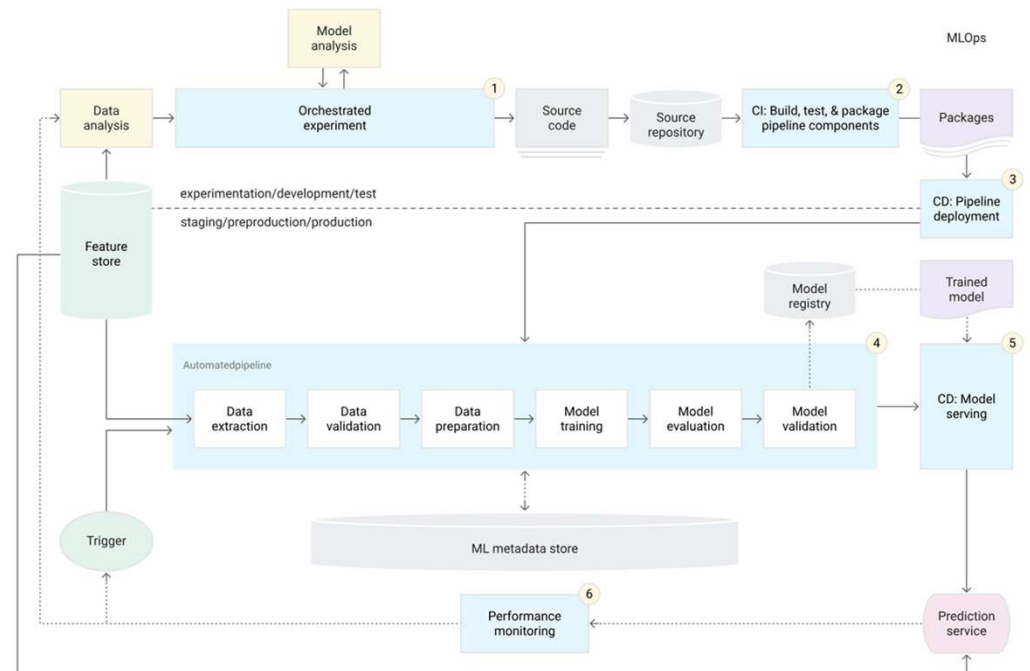 Model
analysis
MLOps
1
2
Data
analysis
Orchestrated
experiment
Source
code
Source
repository
CI: Build, test, & package
pipeline components
Packages
3
experimentation/development/test
staging/preproduction/production
CD: Pipeline
deployment
Feature
store
Model
registry
Trained
model
4
5
Automatedpipeline
Data
extraction
Data
validation
Data
preparation
Model
training
Model
evaluation
Model
validation
CD: Model
serving
Trigger
ML metadata store
6
Performance
monitoring
Prediction
service